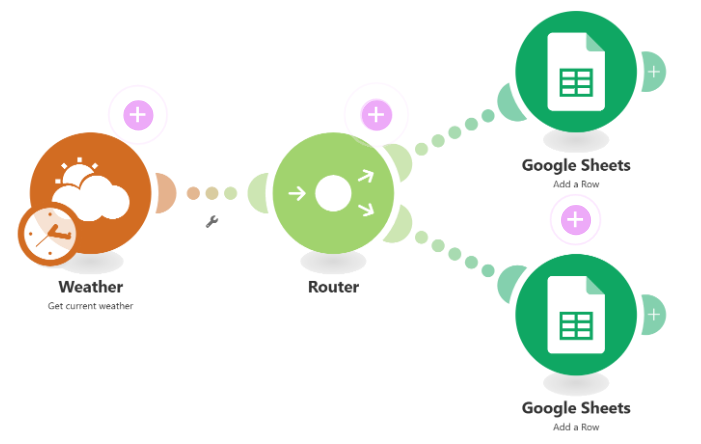 Weather
Get current weather
Router
Google Sheets
Add a Row
Google Sheets
Add a Row